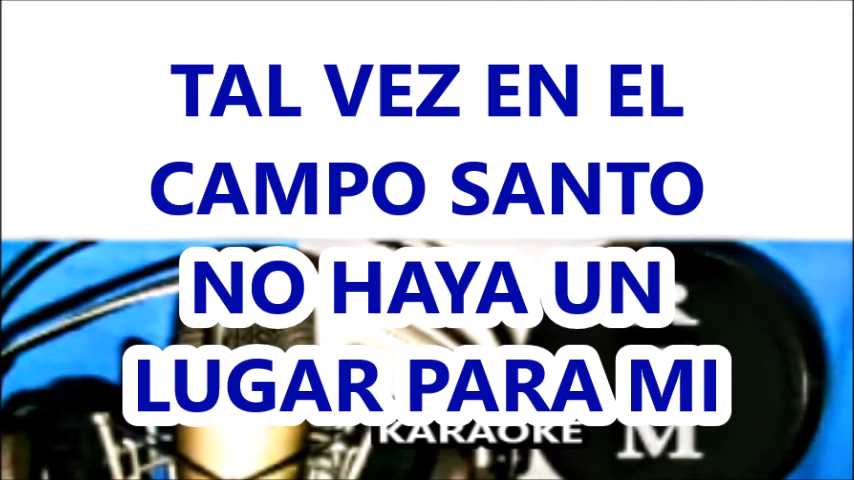 TAL VEZ EN EL
CAMPO SANTO
NO HAYA UN
LUGAR PARA MI
R
KARAOKE
M